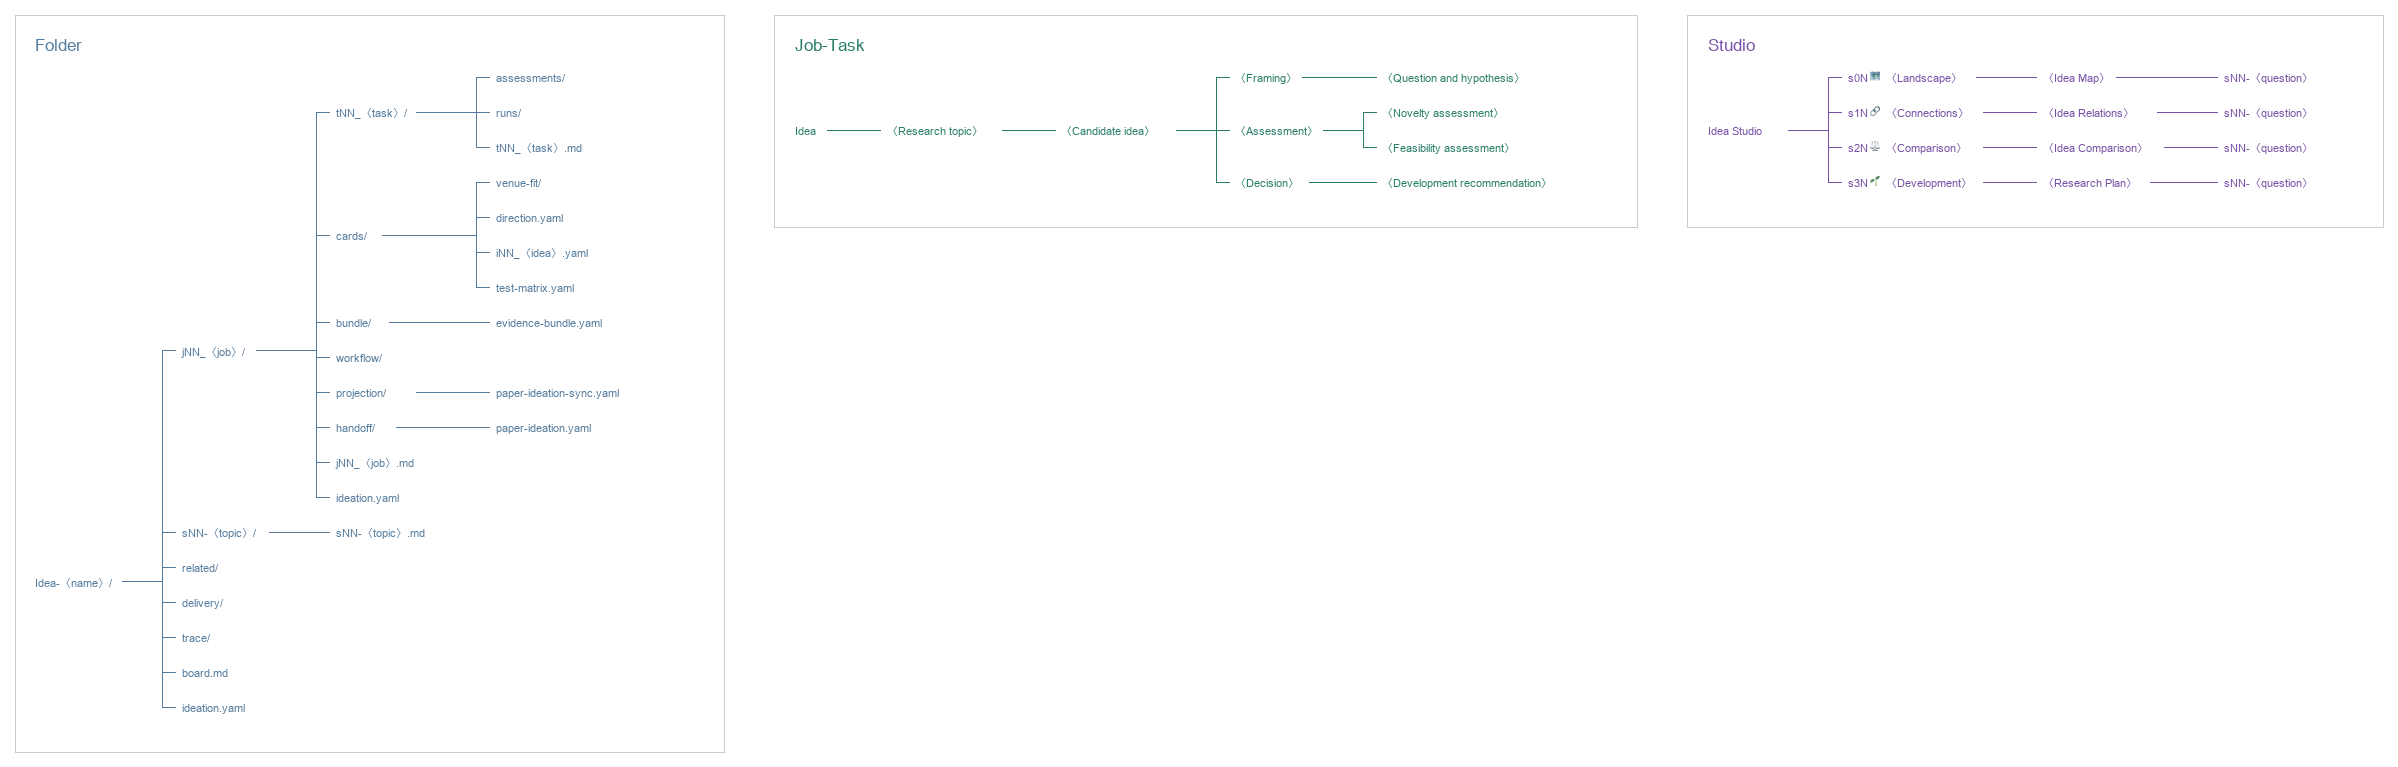 Folder
assessments/
tNN_〈task〉/
runs/
tNN_〈task〉.md
venue-fit/
direction.yaml
cards/
iNN_〈idea〉.yaml
test-matrix.yaml
bundle/
evidence-bundle.yaml
jNN_〈job〉/
workflow/
projection/
paper-ideation-sync.yaml
handoff/
paper-ideation.yaml
jNN_〈job〉.md
ideation.yaml
sNN-〈topic〉/
sNN-〈topic〉.md
related/
Idea-〈name〉/
delivery/
trace/
board.md
ideation.yaml
Job-Task
〈Framing〉
〈Question and hypothesis〉
〈Novelty assessment〉
Idea
〈Research topic〉
〈Candidate idea〉
〈Assessment〉
〈Feasibility assessment〉
〈Decision〉
〈Development recommendation〉
Studio
s0N 🗺️ 〈Landscape〉
〈Idea Map〉
sNN-〈question〉
s1N 🔗 〈Connections〉
〈Idea Relations〉
sNN-〈question〉
Idea Studio
s2N ⚖️ 〈Comparison〉
〈Idea Comparison〉
sNN-〈question〉
s3N 🌱 〈Development〉
〈Research Plan〉
sNN-〈question〉